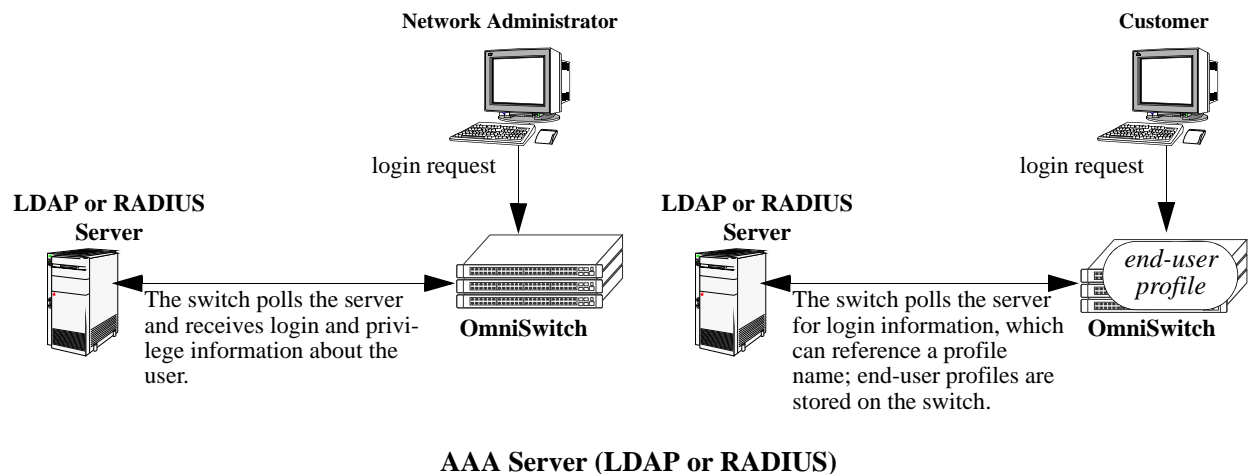 Network Administrator
login request
LDAP or RADIUS
Server
The switch polls the server
and receives login and privi-
lege information about the
user.
OmniSwitch
Customer
login request
LDAP or RADIUS
Server
end-user
profile
The switch polls the server
for login information, which
can reference a profile
name; end-user profiles are
stored on the switch.
OmniSwitch
AAA Server (LDAP or RADIUS)